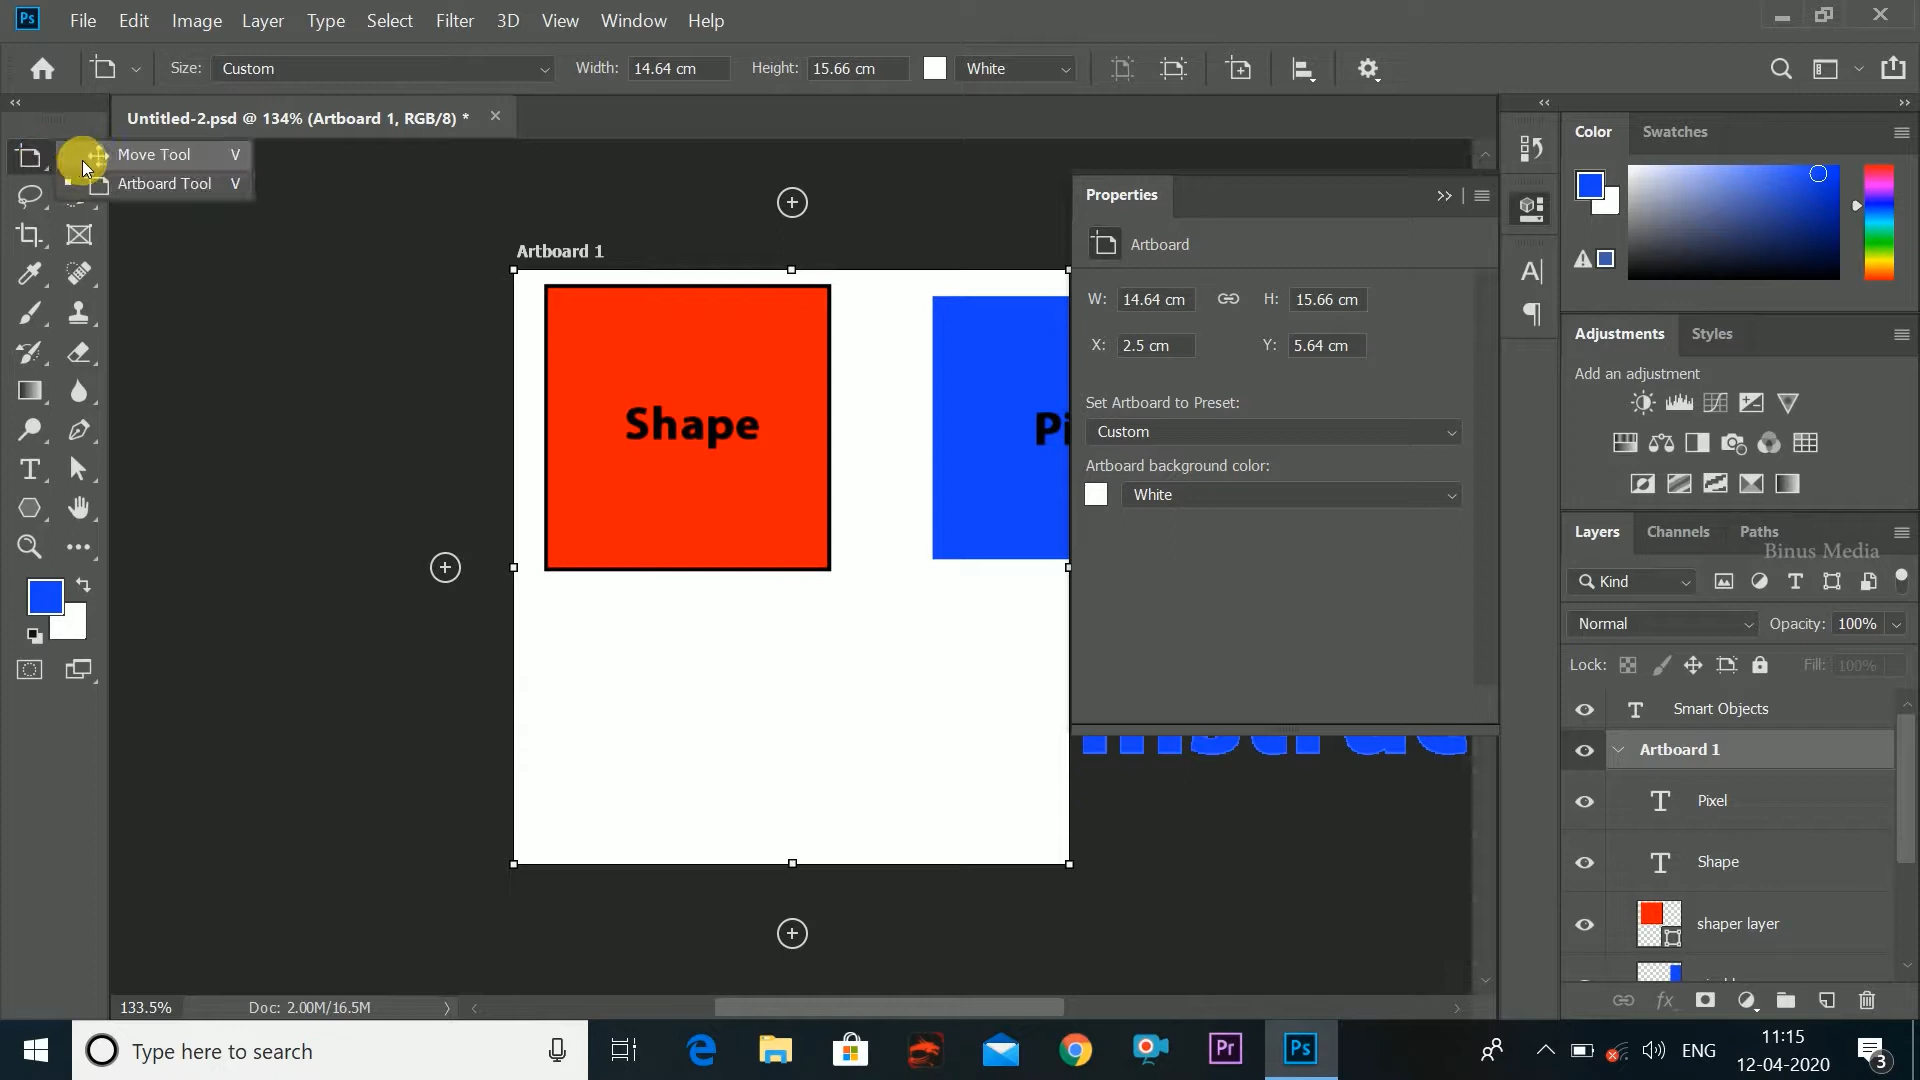 Ps File Edit Image Layer Type Select Filter 3D View Window Help
Size: Custom Width: 14.64 cm Height: 15.66 cm White
Untitled-2.psd @ 134% (Artboard 1, RGB/8) *
Move Tool V
Artboard Tool V
Artboard 1
Shape
Properties
Artboard
W: 14.64 cm H: 15.66 cm
X: 2.5 cm Y: 5.64 cm
Set Artboard to Preset:
Custom
Artboard background color:
White
Color Swatches
Adjustments Styles
Add an adjustment
Layers Channels Paths
Binus Media
Kind
Normal Opacity: 100%
Lock: Fill: 100%
Smart Objects
Artboard 1
Pixel
Shape
shaper layer
133.5% Doc: 2.00M/16.5M
Type here to search
Pr Ps
ENG
11:15
12-04-2020
3